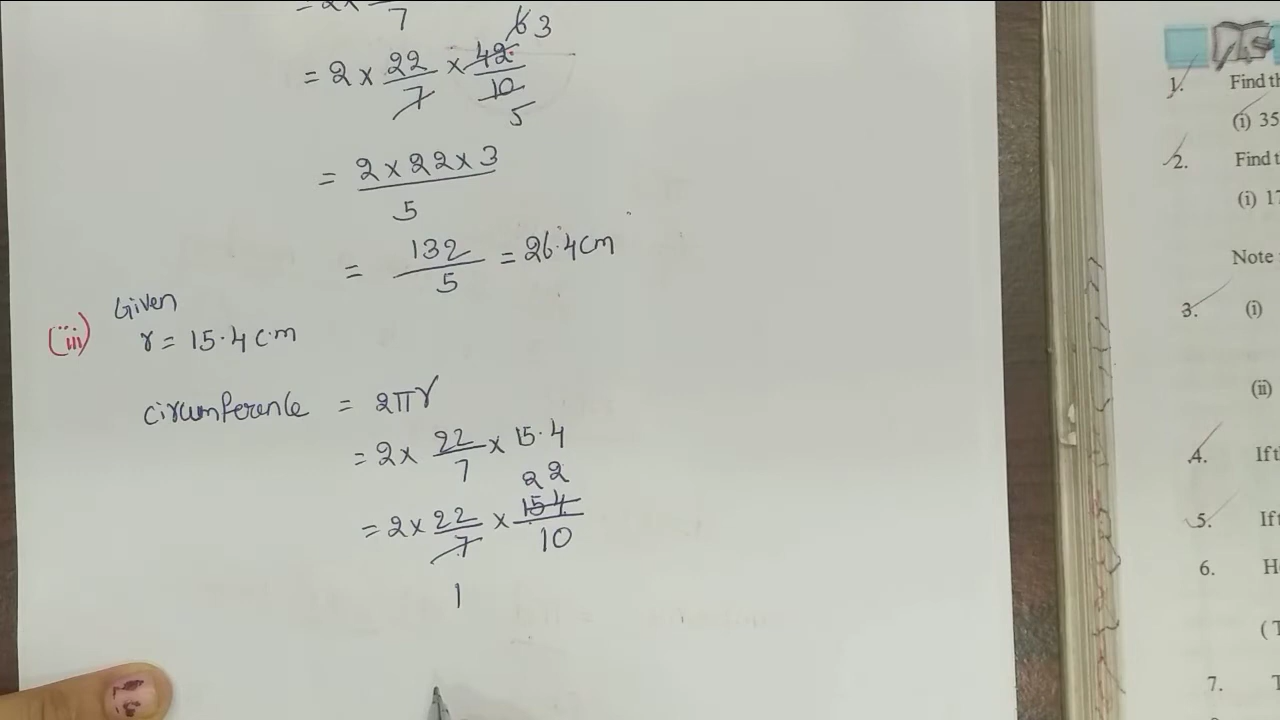 7
6 3
= 2 × 22/7 × 42/10
5
= 2 × 22 × 3 / 5
= 132/5 = 26.4 cm
(iii) Given
r = 15.4 c.m
circumference = 2πr
= 2 × 22/7 × 15.4
22
= 2 × 22/7 × 154/10
1
1. Find th
(i) 35
2. Find t
(i) 17
Note :
3. (i)
(ii)
4. If t
5. If t
6. H
( T
7. T